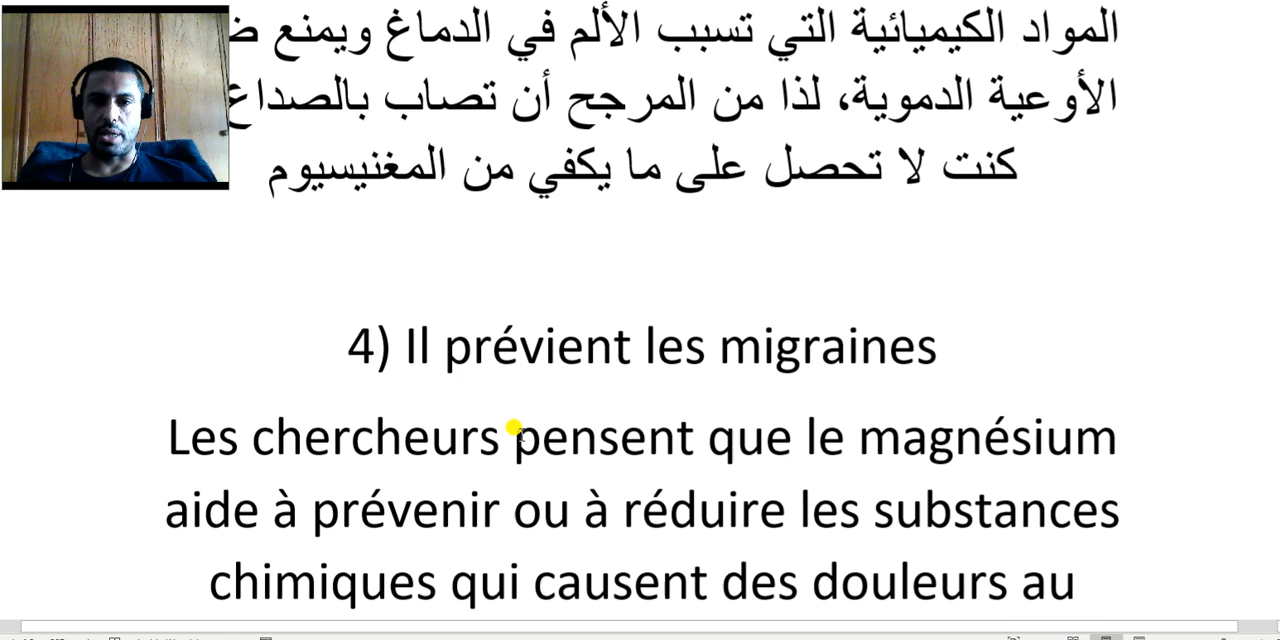 المواد الكيميائية التي تسبب الألم في الدماغ ويمنع
الأوعية الدموية، لذا من المرجح أن تصاب بالصداع
كنت لا تحصل على ما يكفي من المغنيسيوم
4) Il prévient les migraines
Les chercheurs pensent que le magnésium
aide à prévenir ou à réduire les substances
chimiques qui causent des douleurs au